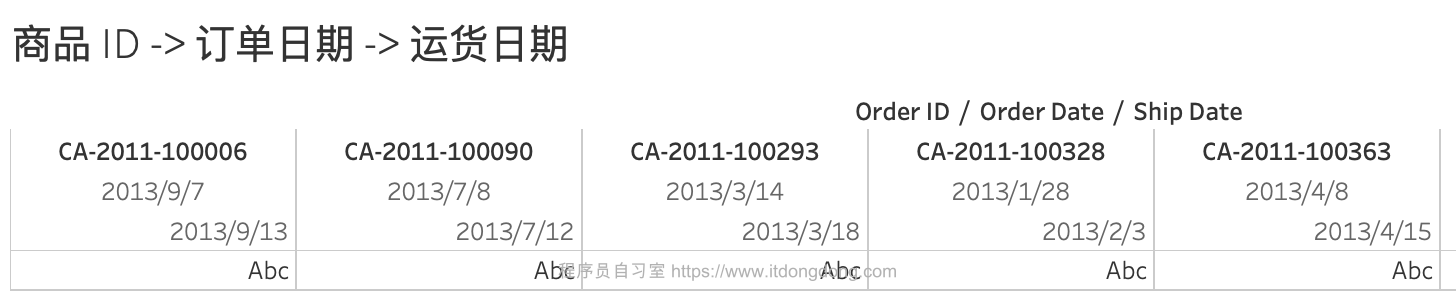 商品 ID -> 订单日期 -> 运货日期
Order ID / Order Date / Ship Date
CA-2011-100006 CA-2011-100090 CA-2011-100293 CA-2011-100328 CA-2011-100363
2013/9/7 2013/7/8 2013/3/14 2013/1/28 2013/4/8
2013/9/13 2013/7/12 2013/3/18 2013/2/3 2013/4/15
Abc Abc Abc Abc Abc
程序员自习室 https://www.itdongdong.com